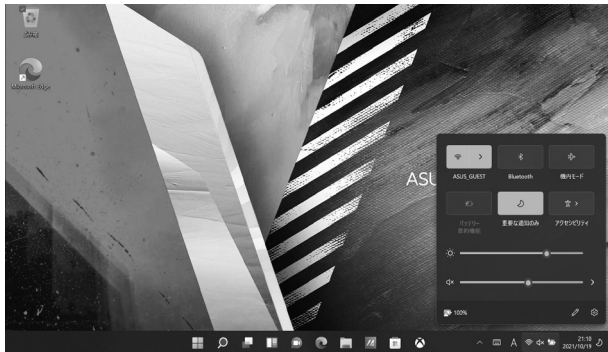 ごみ箱
Microsoft Edge
ASU
ASUS_GUEST
Bluetooth
機内モード
バッテリー
節約機能
重要な通知のみ
アクセシビリティ
100%
A
21:10
2021/10/19